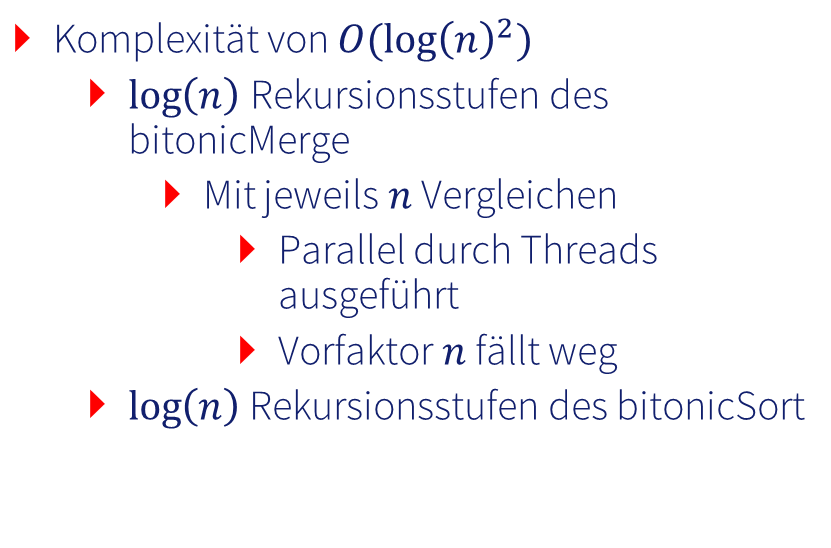 Komplexität von O(log(n)²)
log(n) Rekursionsstufen des
bitonicMerge
Mit jeweils n Vergleichen
Parallel durch Threads
ausgeführt
Vorfaktor n fällt weg
log(n) Rekursionsstufen des bitonicSort